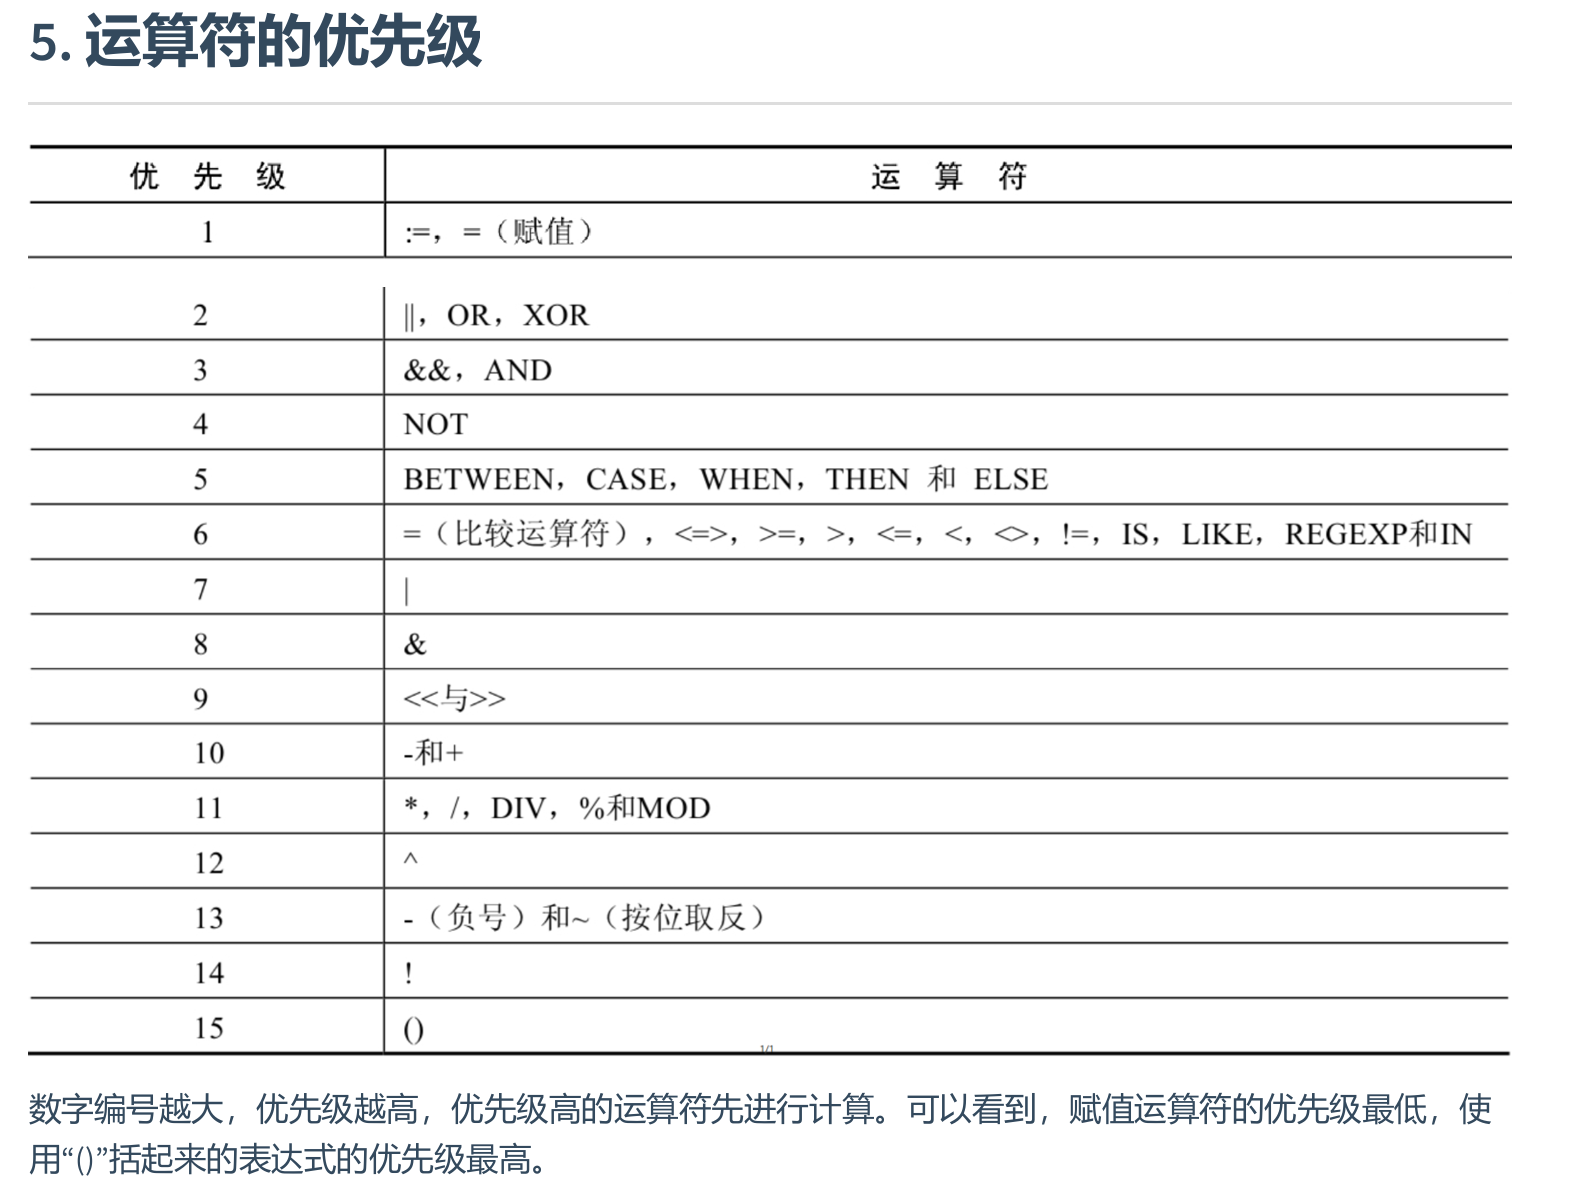 5. 运算符的优先级
优 先 级 运 算 符
1 :=，=（赋值）
2 ||，OR，XOR
3 &&，AND
4 NOT
5 BETWEEN，CASE，WHEN，THEN 和 ELSE
6 =（比较运算符），<=>，>=，>，<=，<，<>，!=，IS，LIKE，REGEXP和IN
7 |
8 &
9 <<与>>
10 -和+
11 *，/，DIV，%和MOD
12 ^
13 -（负号）和~（按位取反）
14 !
15 ()
1/1
数字编号越大，优先级越高，优先级高的运算符先进行计算。可以看到，赋值运算符的优先级最低，使
用“()”括起来的表达式的优先级最高。